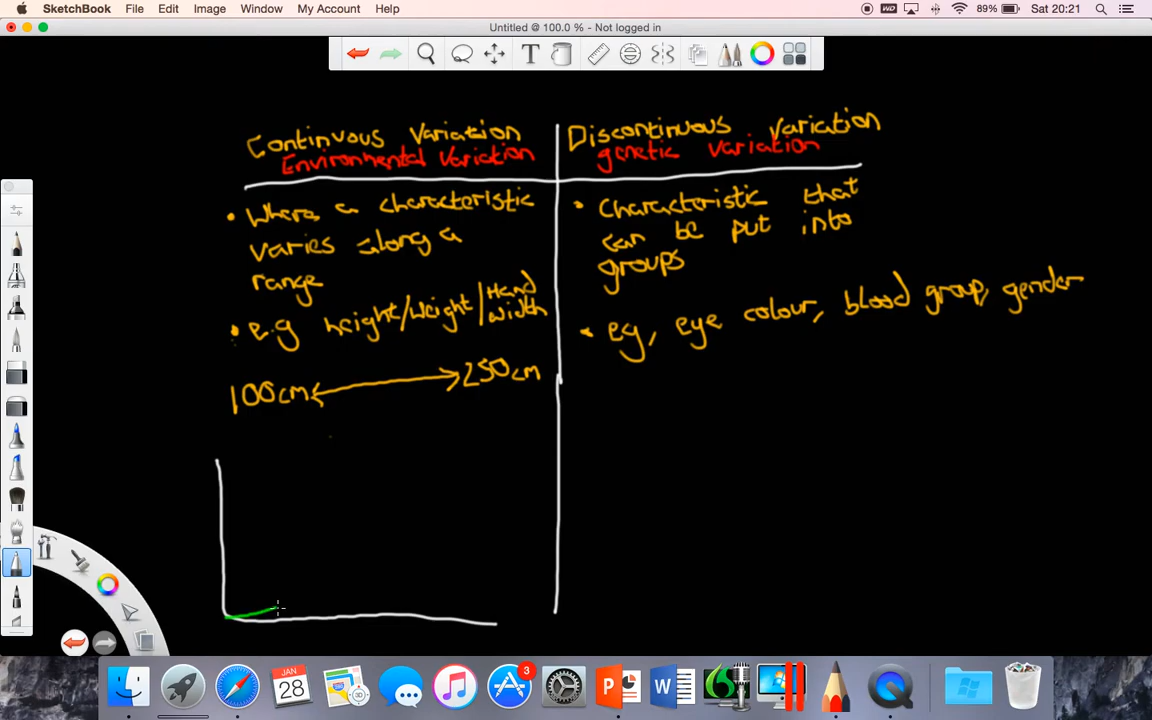 SketchBook File Edit Image Window My Account Help
WD 89% Sat 20:21
Untitled @ 100.0 % - Not logged in
T
Continuous Variation
Environmental Variation
• Where a characteristic
varies along a
range
• e.g height/Weight/Hand
width
100cm 250cm
Discontinuous Variation
genetic variation
• Characteristic that
can be put into
groups
• eg, eye colour, blood group, gender
JAN
28
3D
3
P
W